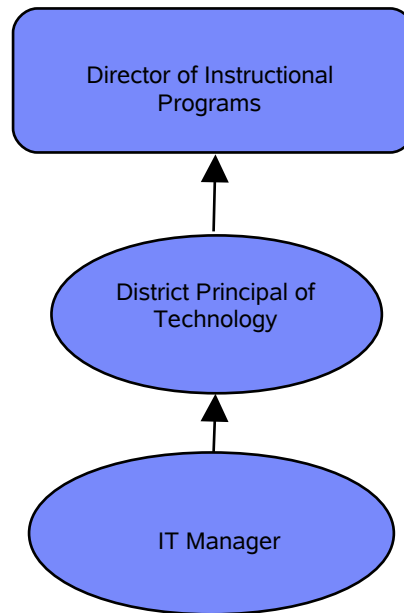 Director of Instructional
Programs
District Principal of
Technology
IT Manager